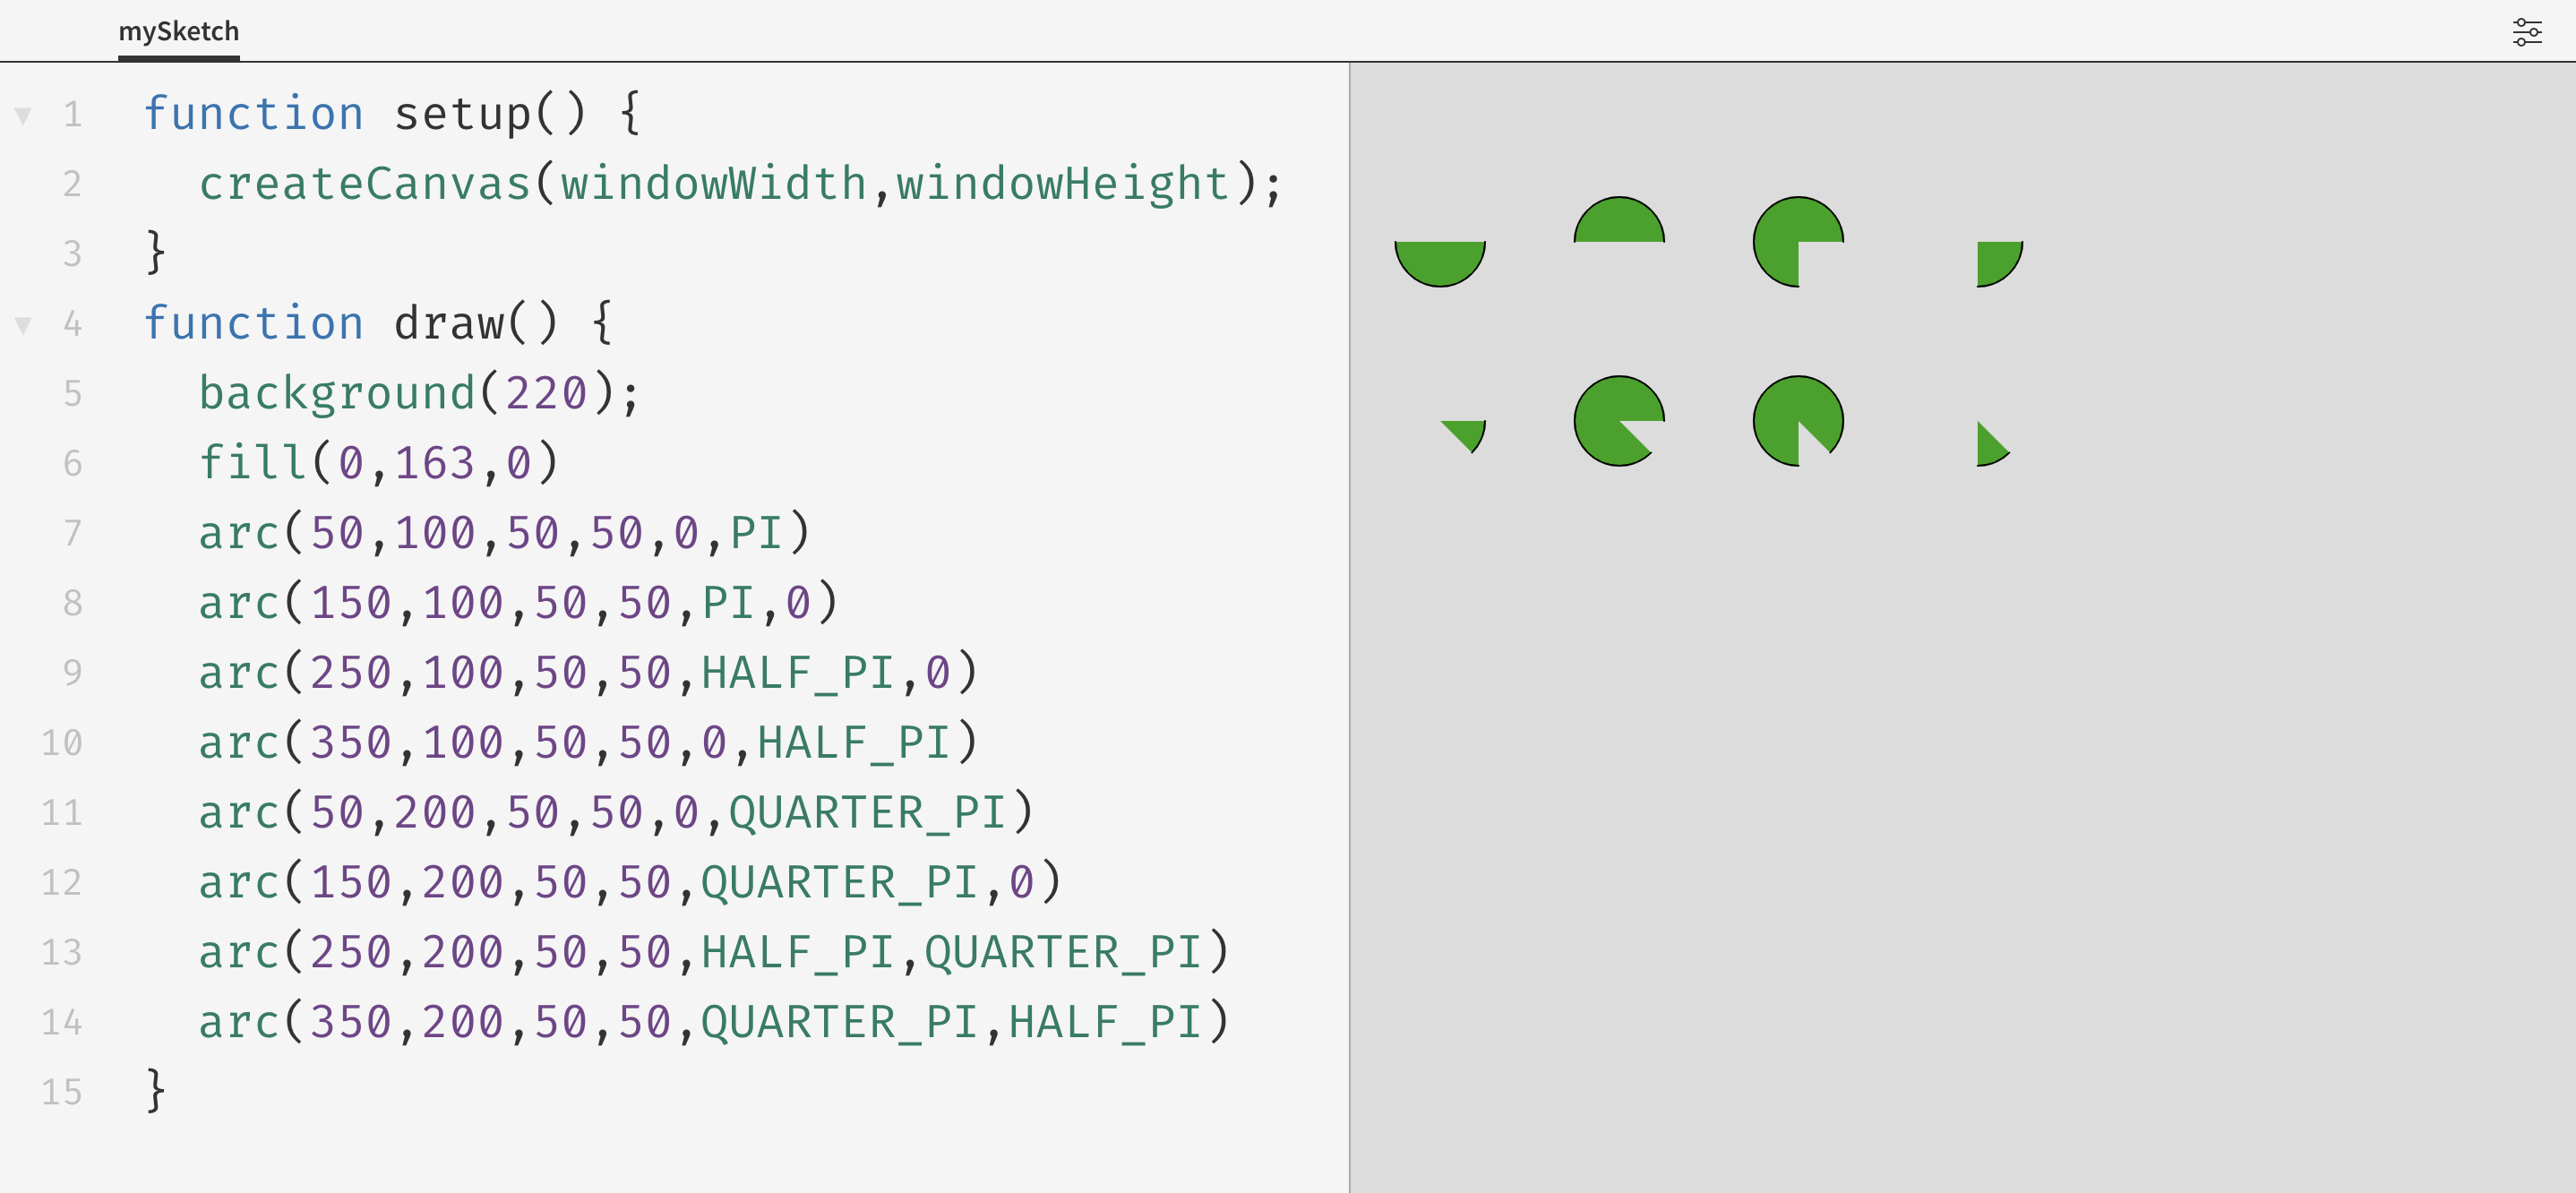 mySketch
1 function setup() {
2 createCanvas(windowWidth,windowHeight);
3 }
4 function draw() {
5 background(220);
6 fill(0,163,0)
7 arc(50,100,50,50,0,PI)
8 arc(150,100,50,50,PI,0)
9 arc(250,100,50,50,HALF_PI,0)
10 arc(350,100,50,50,0,HALF_PI)
11 arc(50,200,50,50,0,QUARTER_PI)
12 arc(150,200,50,50,QUARTER_PI,0)
13 arc(250,200,50,50,HALF_PI,QUARTER_PI)
14 arc(350,200,50,50,QUARTER_PI,HALF_PI)
15 }